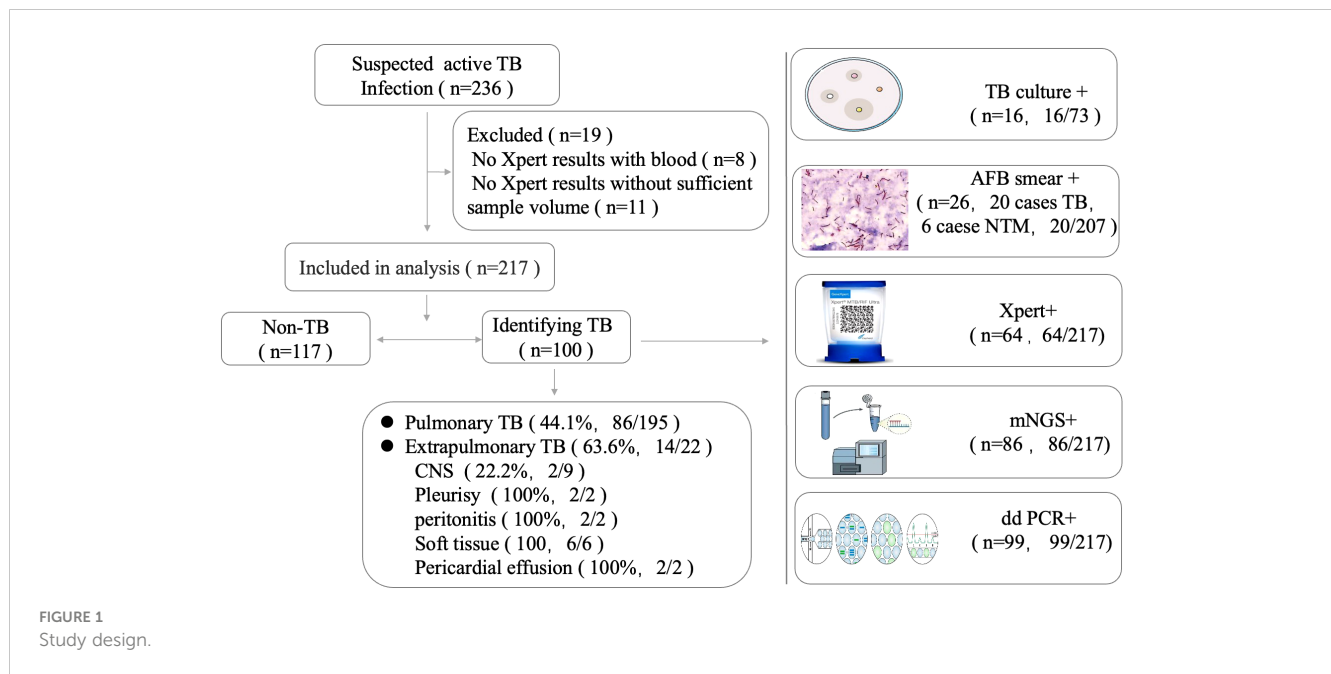 Suspected active TB
Infection ( n=236 )
Excluded ( n=19 )
No Xpert results with blood ( n=8 )
No Xpert results without sufficient
sample volume ( n=11 )
Included in analysis ( n=217 )
Non-TB
( n=117 )
Identifying TB
( n=100 )
● Pulmonary TB ( 44.1%, 86/195 )
● Extrapulmonary TB ( 63.6%, 14/22 )
CNS ( 22.2%, 2/9 )
Pleurisy ( 100%, 2/2 )
peritonitis ( 100%, 2/2 )
Soft tissue ( 100, 6/6 )
Pericardial effusion ( 100%, 2/2 )
TB culture +
( n=16, 16/73 )
AFB smear +
( n=26, 20 cases TB,
6 caese NTM, 20/207 )
Xpert® MTB/RIF Ultra
Xpert+
( n=64 , 64/217 )
mNGS+
( n=86, 86/217 )
dd PCR+
( n=99, 99/217 )
FIGURE 1
Study design.